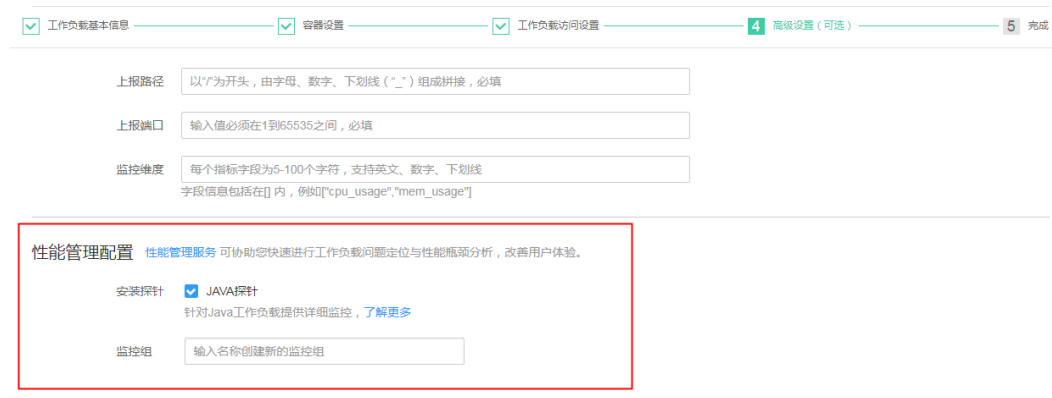 工作负载基本信息 容器设置 工作负载访问设置 4 高级设置（可选） 5 完成
上报路径 以“/”为开头，由字母、数字、下划线（“_”）组成拼接，必填
上报端口 输入值必须在1到65535之间，必填
监控维度 每个指标字段为5-100个字符，支持英文、数字、下划线
字段信息包括在[] 内，例如["cpu_usage","mem_usage"]
性能管理配置 性能管理服务 可协助您快速进行工作负载问题定位与性能瓶颈分析，改善用户体验。
安装探针 JAVA探针
针对Java工作负载提供详细监控，了解更多
监控组 输入名称创建新的监控组